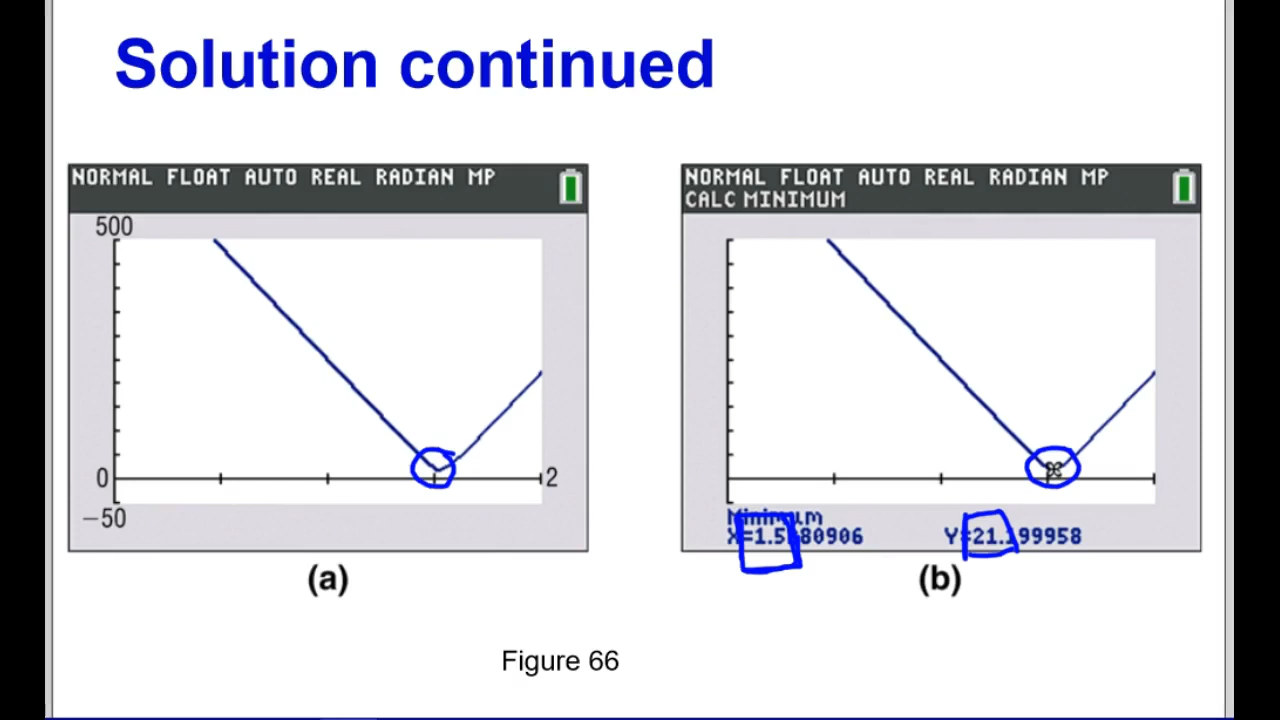 Solution continued
NORMAL FLOAT AUTO REAL RADIAN MP
500
0
2
−50
(a)
NORMAL FLOAT AUTO REAL RADIAN MP
CALC MINIMUM
Minimum
Y=21.199958
(b)
Figure 66